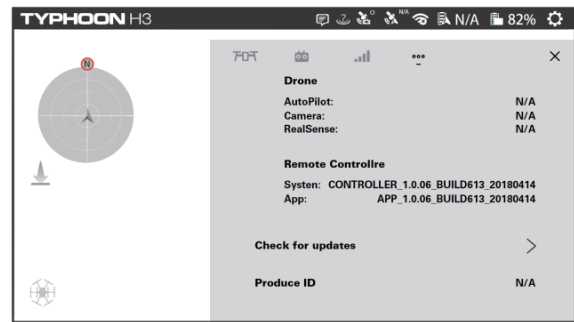 TYPHOON H3
N/A N/A 82%
N
Drone
AutoPilot: N/A
Camera: N/A
RealSense: N/A
Remote Controllre
Systen: CONTROLLER_1.0.06_BUILD613_20180414
App: APP_1.0.06_BUILD613_20180414
Check for updates
Produce ID N/A